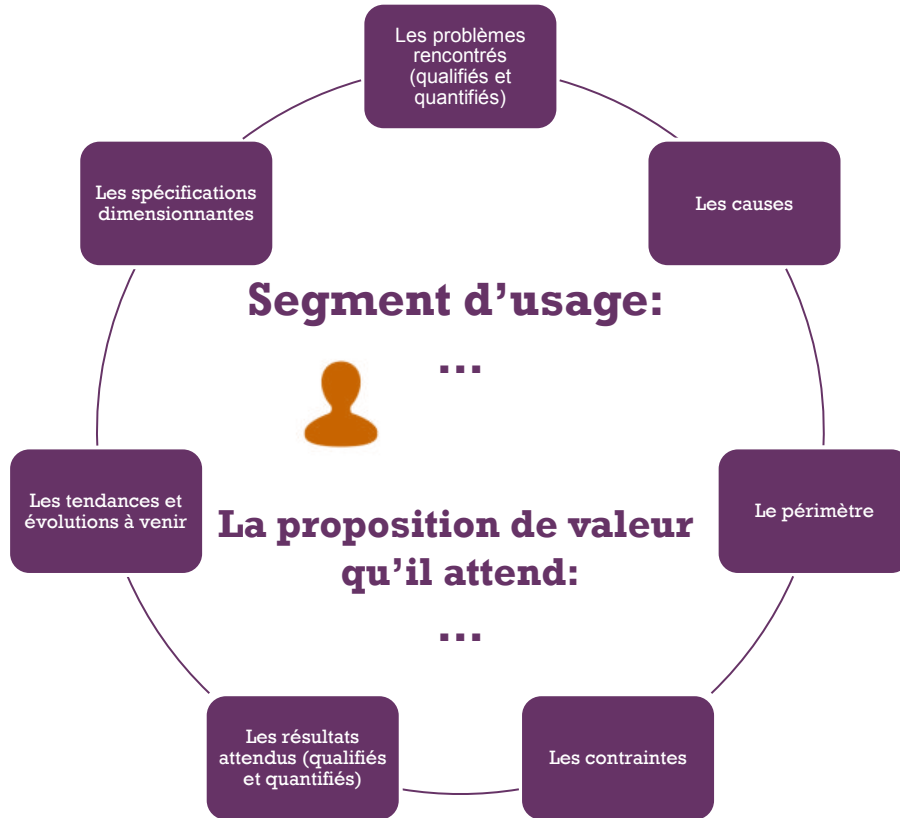 Les problèmes
rencontrés
(qualifiés et
quantifiés)
Les spécifications
dimensionnantes
Les causes
Segment d’usage:
...
Les tendances et
évolutions à venir
Le périmètre
La proposition de valeur
qu’il attend:
...
Les résultats
attendus (qualifiés
et quantifiés)
Les contraintes